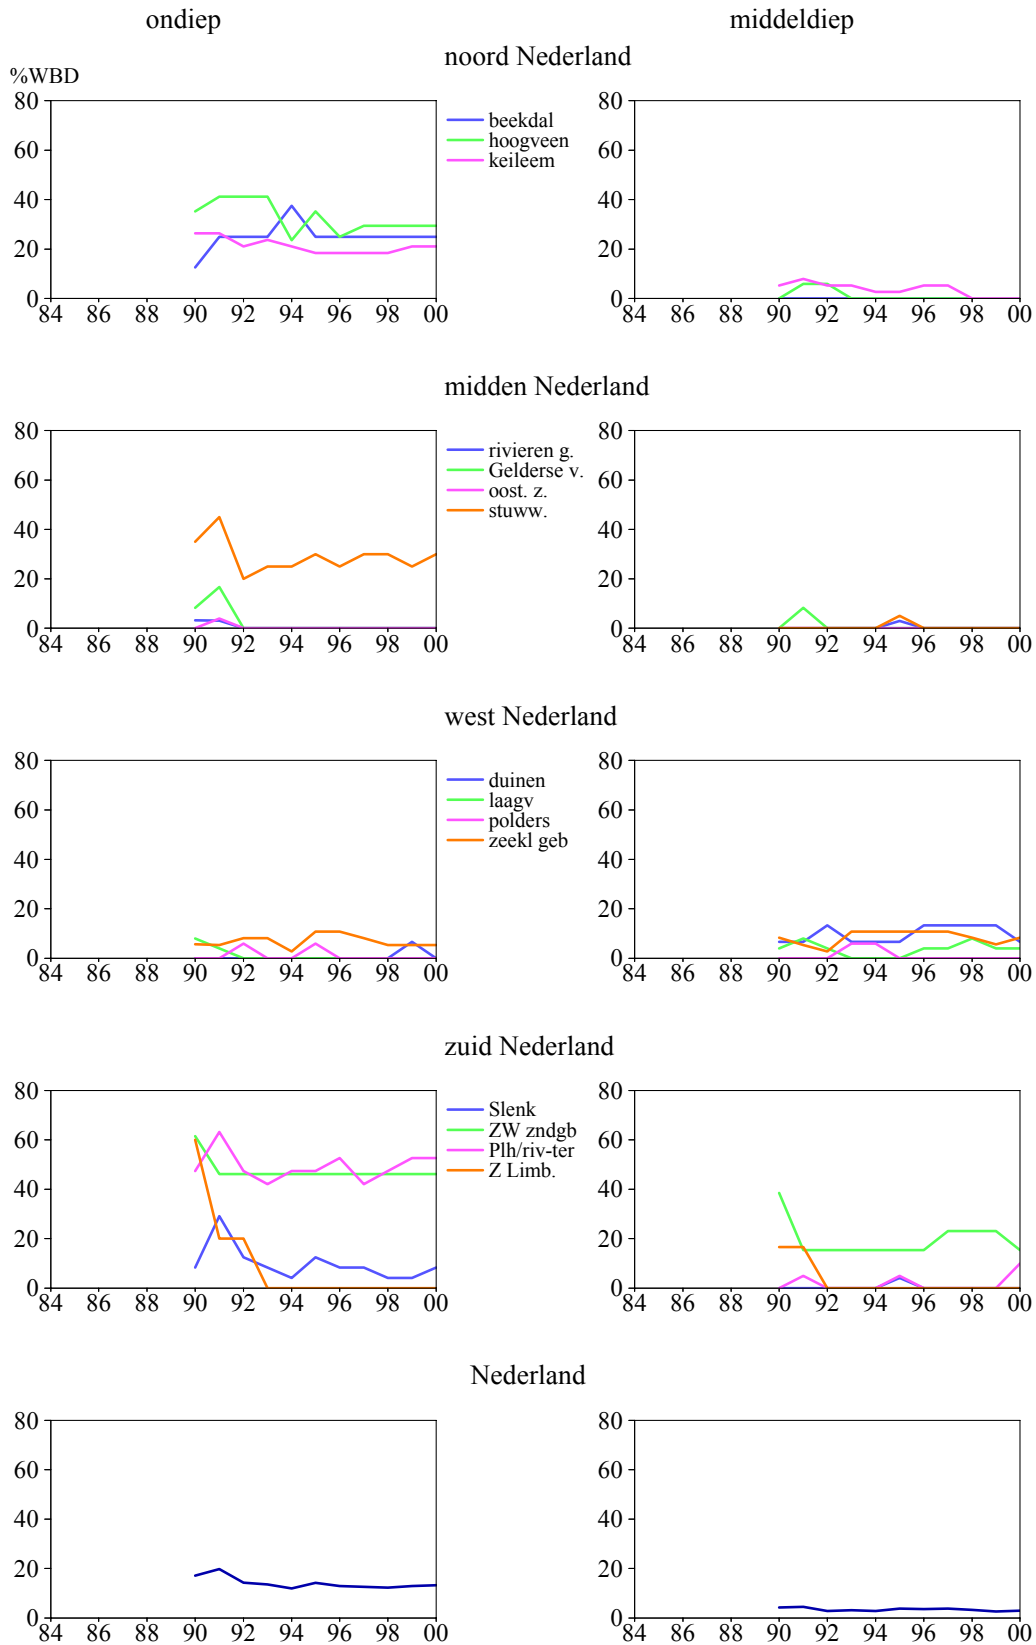 ondiep middeldiep
noord Nederland
%WBD
80 80
beekdal
hoogveen
keileem
60 60
40 40
20 20
0 0
84 86 88 90 92 94 96 98 00 84 86 88 90 92 94 96 98 00
midden Nederland
80 80
rivieren g.
Gelderse v.
oost. z.
stuww.
60 60
40 40
20 20
0 0
84 86 88 90 92 94 96 98 00 84 86 88 90 92 94 96 98 00
west Nederland
80 80
duinen
laagv
polders
zeekl geb
60 60
40 40
20 20
0 0
84 86 88 90 92 94 96 98 00 84 86 88 90 92 94 96 98 00
zuid Nederland
80 80
Slenk
ZW zndgb
Plh/riv-ter
Z Limb.
60 60
40 40
20 20
0 0
84 86 88 90 92 94 96 98 00 84 86 88 90 92 94 96 98 00
Nederland
80 80
60 60
40 40
20 20
0 0
84 86 88 90 92 94 96 98 00 84 86 88 90 92 94 96 98 00